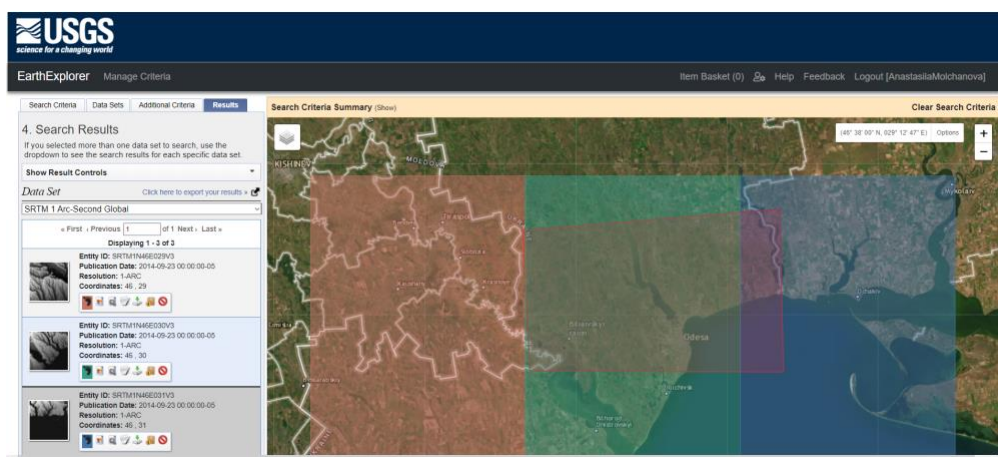 USGS
science for a changing world
EarthExplorer Manage Criteria
Item Basket (0) Help Feedback Logout [AnastasiiaMolchanova]
Search Criteria Data Sets Additional Criteria Results
4. Search Results
If you selected more than one data set to search, use the
dropdown to see the search results for each specific data set.
Show Result Controls
Data Set Click here to export your results »
SRTM 1 Arc-Second Global
« First ‹ Previous 1 of 1 Next › Last »
Displaying 1 - 3 of 3
Entity ID: SRTM1N46E029V3
Publication Date: 2014-09-23 00:00:00-05
Resolution: 1-ARC
Coordinates: 46 , 29
Entity ID: SRTM1N46E030V3
Publication Date: 2014-09-23 00:00:00-05
Resolution: 1-ARC
Coordinates: 46 , 30
Entity ID: SRTM1N46E031V3
Publication Date: 2014-09-23 00:00:00-05
Resolution: 1-ARC
Coordinates: 46 , 31
Search Criteria Summary (Show) Clear Search Criteria
Options
+
−
KISHINEV
MOLDOVA
Mykolaiv
Tiraspol
Ochakiv
Odesa